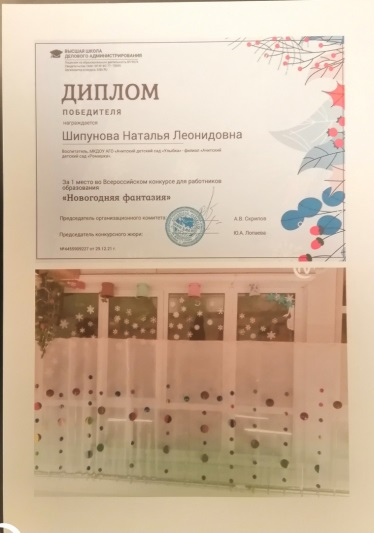 ВЫСШАЯ ШКОЛА
ДЕЛОВОГО АДМИНИСТРИРОВАНИЯ
ДИПЛОМ
ПОБЕДИТЕЛЯ
награждается
Шипунова Наталья Леонидовна
Воспитатель, МКДОУ АГО «Ачитский детский сад «Улыбка» - филиал «Ачитский
детский сад «Ромашка»
За 1 место во Всероссийском конкурсе для работников
образования
«Новогодняя фантазия»
Председатель организационного комитета А.В. Скрипов
Председатель конкурсного жюри: Ю.А.